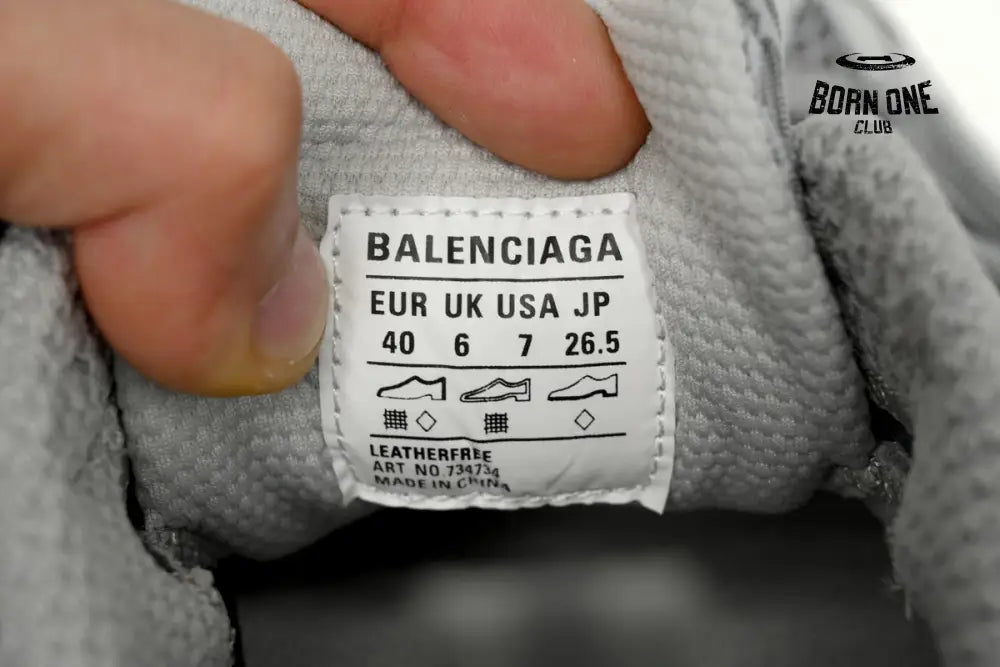 BORN ONE
CLUB
BALENCIAGA
EUR UK USA JP
40 6 7 26.5
LEATHERFREE
ART NO.734734
MADE IN CHINA